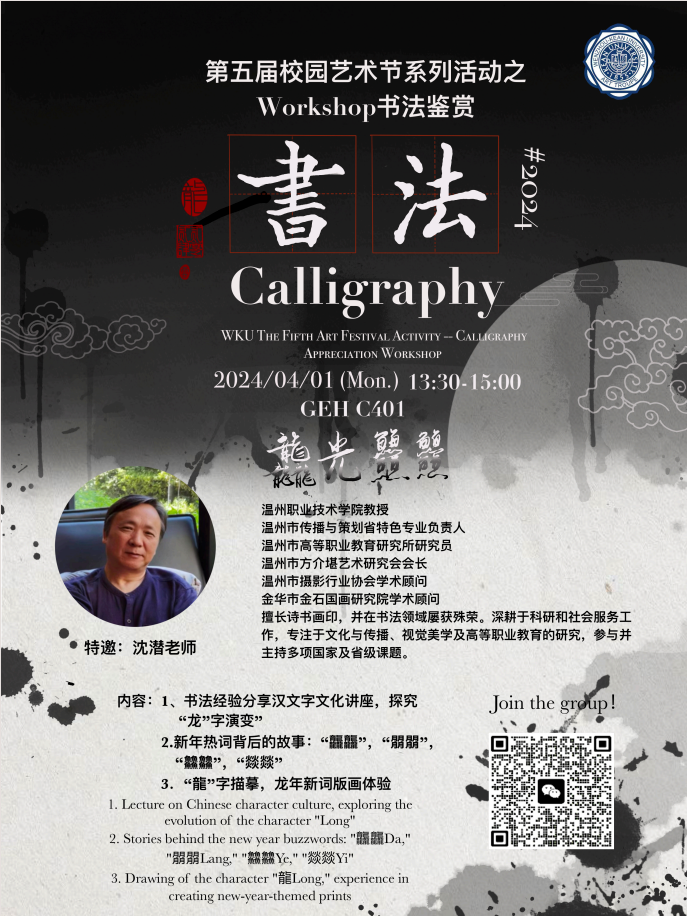 第五届校园艺术节系列活动之
Workshop书法鉴赏
書法
#2024
龍
Calligraphy
WKU The Fifth Art Festival Activity — Calligraphy
Appreciation Workshop
2024/04/01 (Mon.) 13:30-15:00
GEH C401
温州职业技术学院教授
温州市传播与策划省特色专业负责人
温州市高等职业教育研究所研究员
温州市方介堪艺术研究会会长
温州市摄影行业协会学术顾问
金华市金石国画研究院学术顾问
擅长诗书画印，并在书法领域屡获殊荣。深耕于科研和社会服务工
作，专注于文化与传播、视觉美学及高等职业教育的研究，参与并
主持多项国家及省级课题。
特邀：沈潜老师
内容：1、书法经验分享汉文字文化讲座，探究
“龙”字演变”
2.新年热词背后的故事：“龘龘”，“朤朤”，
“䲜䲜”，“燚燚”
3．“龍”字描摹，龙年新词版画体验
1. Lecture on Chinese character culture, exploring the
evolution of the character "Long"
2. Stories behind the new year buzzwords: "龘龘Da,"
"朤朤Lang," "䲜䲜Ye," "燚燚Yi"
3. Drawing of the character "龍Long," experience in
creating new-year-themed prints
Join the group!